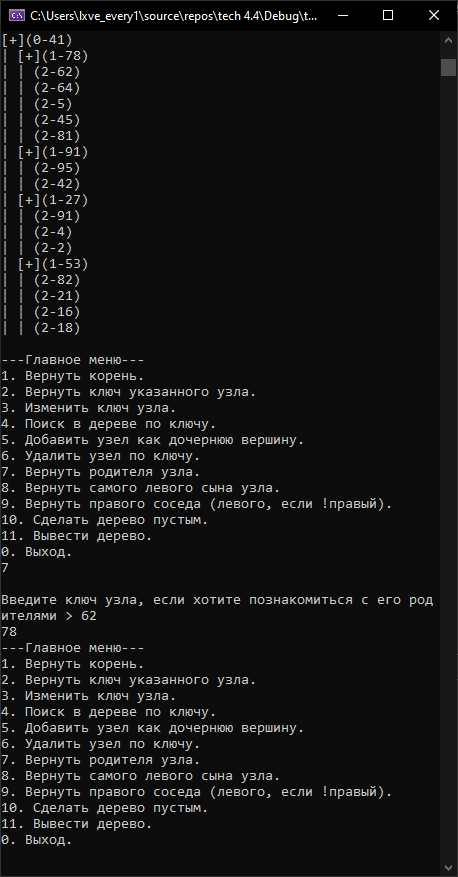 C:\Users\lxve_every1\source\repos\tech 4.4\Debug\t...
[+](0-41)
| [+](1-78)
| | (2-62)
| | (2-64)
| | (2-5)
| | (2-45)
| | (2-81)
| [+](1-91)
| | (2-95)
| | (2-42)
| [+](1-27)
| | (2-91)
| | (2-4)
| | (2-2)
| [+](1-53)
| | (2-82)
| | (2-21)
| | (2-16)
| | (2-18)
---Главное меню---
1. Вернуть корень.
2. Вернуть ключ указанного узла.
3. Изменить ключ узла.
4. Поиск в дереве по ключу.
5. Добавить узел как дочернюю вершину.
6. Удалить узел по ключу.
7. Вернуть родителя узла.
8. Вернуть самого левого сына узла.
9. Вернуть правого соседа (левого, если !правый).
10. Сделать дерево пустым.
11. Вывести дерево.
0. Выход.
7
Введите ключ узла, если хотите познакомиться с его род
ителями > 62
78
---Главное меню---
1. Вернуть корень.
2. Вернуть ключ указанного узла.
3. Изменить ключ узла.
4. Поиск в дереве по ключу.
5. Добавить узел как дочернюю вершину.
6. Удалить узел по ключу.
7. Вернуть родителя узла.
8. Вернуть самого левого сына узла.
9. Вернуть правого соседа (левого, если !правый).
10. Сделать дерево пустым.
11. Вывести дерево.
0. Выход.